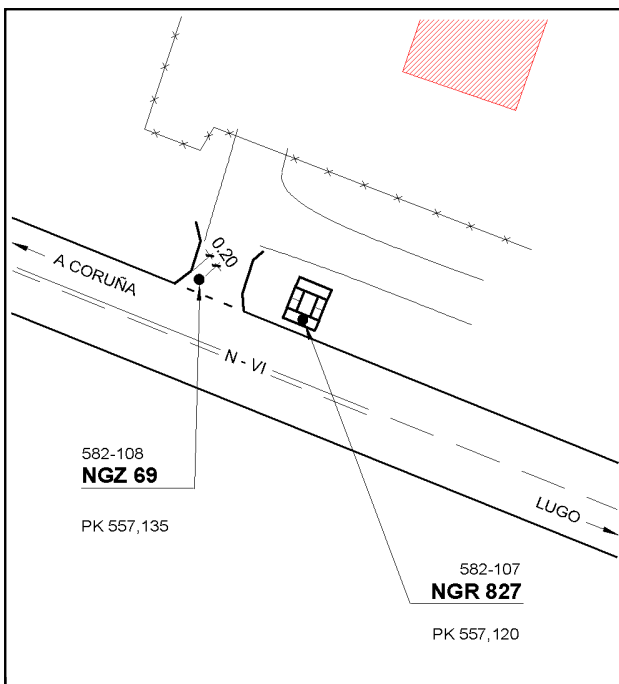 0.20
A CORUÑA
N - VI
582-108
NGZ 69
PK 557,135
LUGO
582-107
NGR 827
PK 557,120